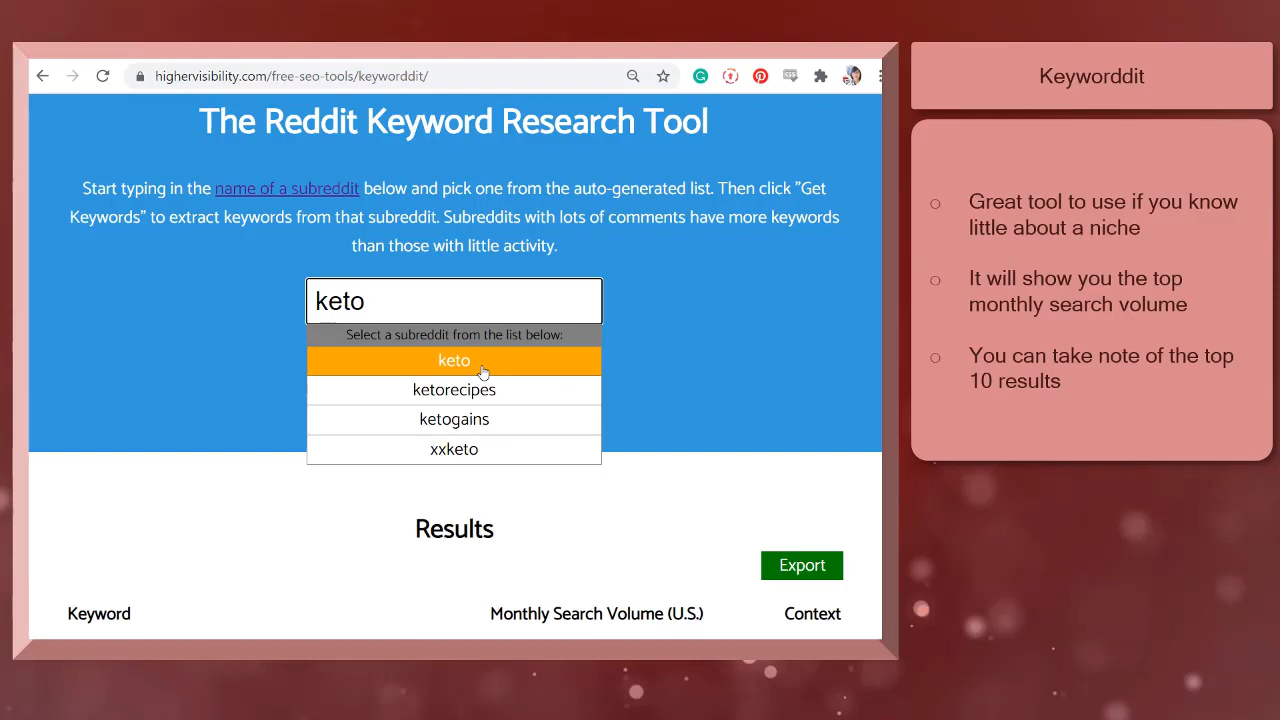 highervisibility.com/free-seo-tools/keyworddit/
The Reddit Keyword Research Tool
Start typing in the name of a subreddit below and pick one from the auto-generated list. Then click "Get
Keywords" to extract keywords from that subreddit. Subreddits with lots of comments have more keywords
than those with little activity.
keto
Select a subreddit from the list below:
keto
ketorecipes
ketogains
xxketo
Results
Export
Keyword
Monthly Search Volume (U.S.)
Context
Keyworddit
Great tool to use if you know
little about a niche
It will show you the top
monthly search volume
You can take note of the top
10 results